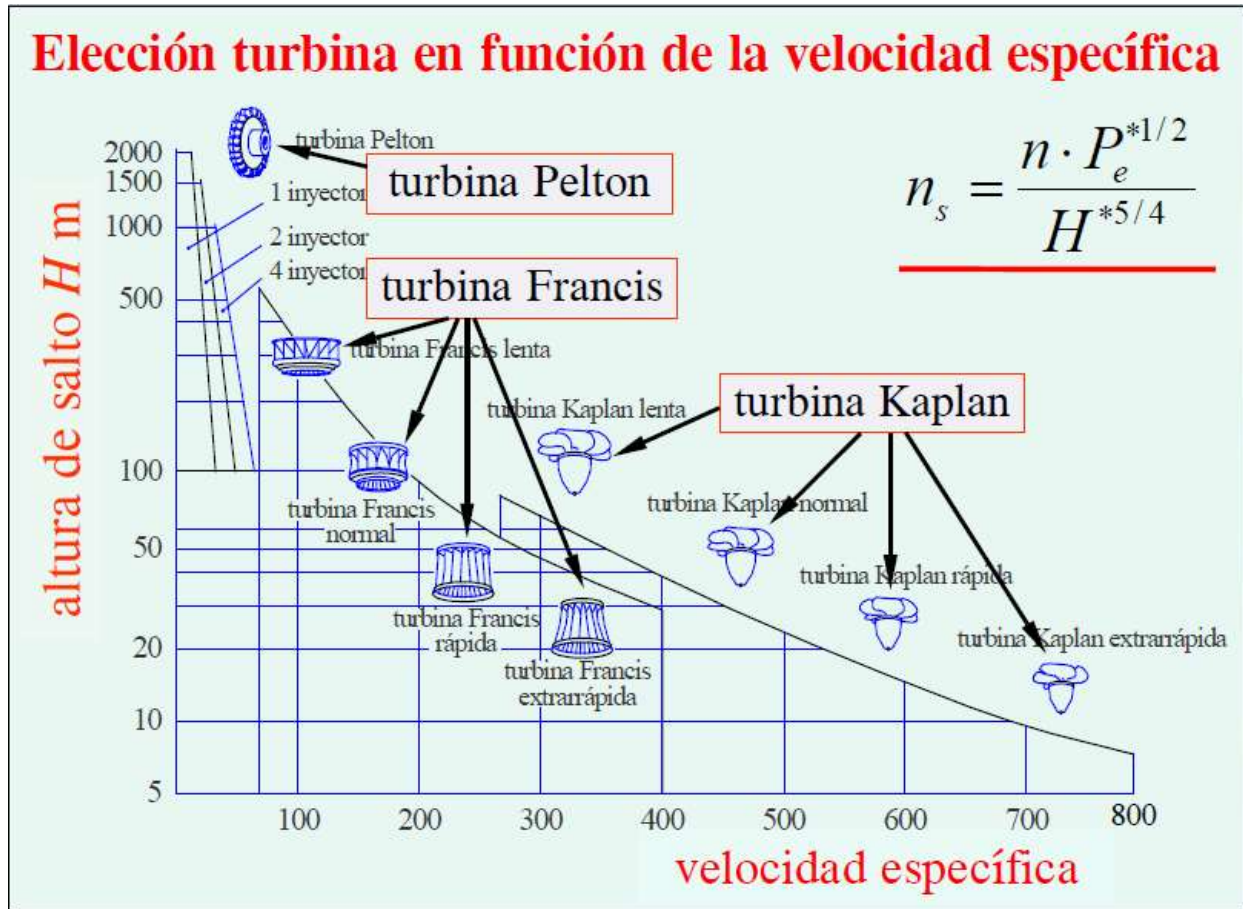 Elección turbina en función de la velocidad específica
turbina Pelton
turbina Pelton
n_s = n · P_e^{*1/2} / H^{*5/4}
altura de salto H m
2000
1500
1000
500
100
50
20
10
5
1 inyector
2 inyector
4 inyector
turbina Francis
turbina Francis lenta
turbina Kaplan lenta
turbina Kaplan
turbina Francis
normal
turbina Kaplan normal
turbina Kaplan rápida
turbina Francis
rápida
turbina Kaplan extrarrápida
turbina Francis
extrarrápida
100 200 300 400 500 600 700 800
velocidad específica